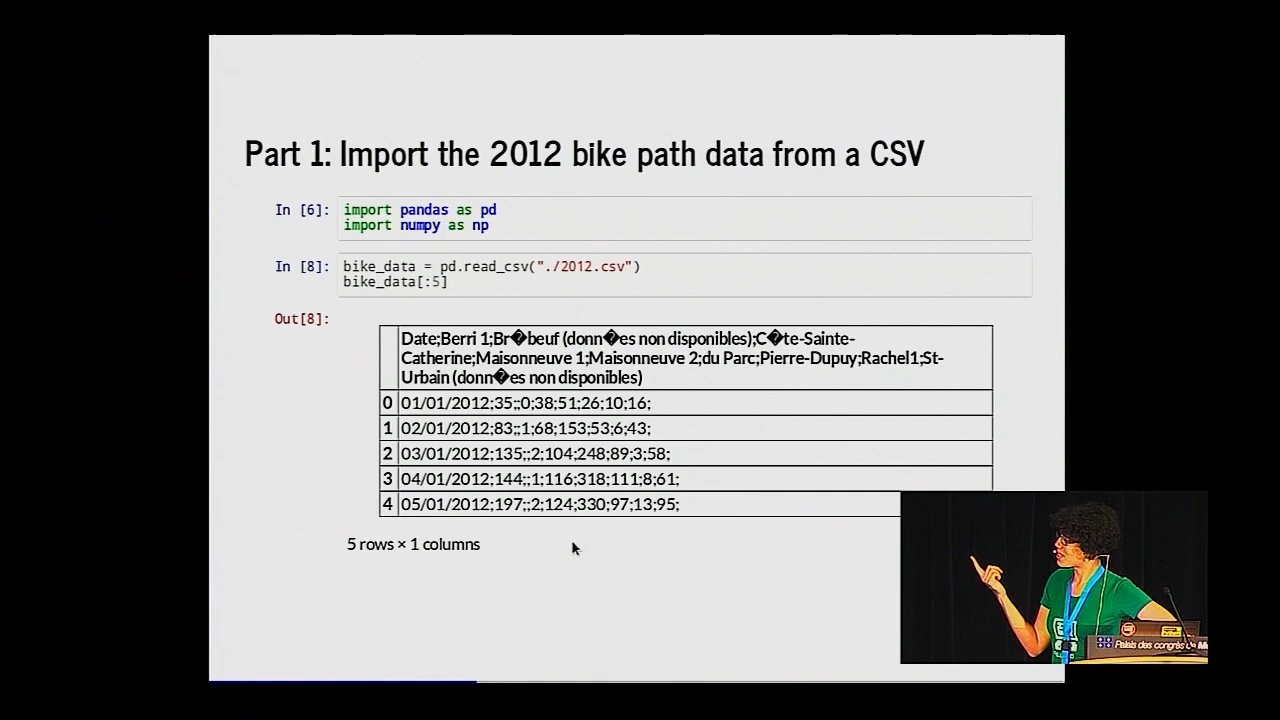 Part 1: Import the 2012 bike path data from a CSV
In [6]: import pandas as pd
import numpy as np
In [8]: bike_data = pd.read_csv("./2012.csv")
bike_data[:5]
Out[8]:
Date;Berri 1;Br�beuf (donn�es non disponibles);C�te-Sainte-
Catherine;Maisonneuve 1;Maisonneuve 2;du Parc;Pierre-Dupuy;Rachel1;St-
Urbain (donn�es non disponibles)
0 01/01/2012;35;;0;38;51;26;10;16;
1 02/01/2012;83;;1;68;153;53;6;43;
2 03/01/2012;135;;2;104;248;89;3;58;
3 04/01/2012;144;;1;116;318;111;8;61;
4 05/01/2012;197;;2;124;330;97;13;95;
5 rows × 1 columns
Palais des congrès de